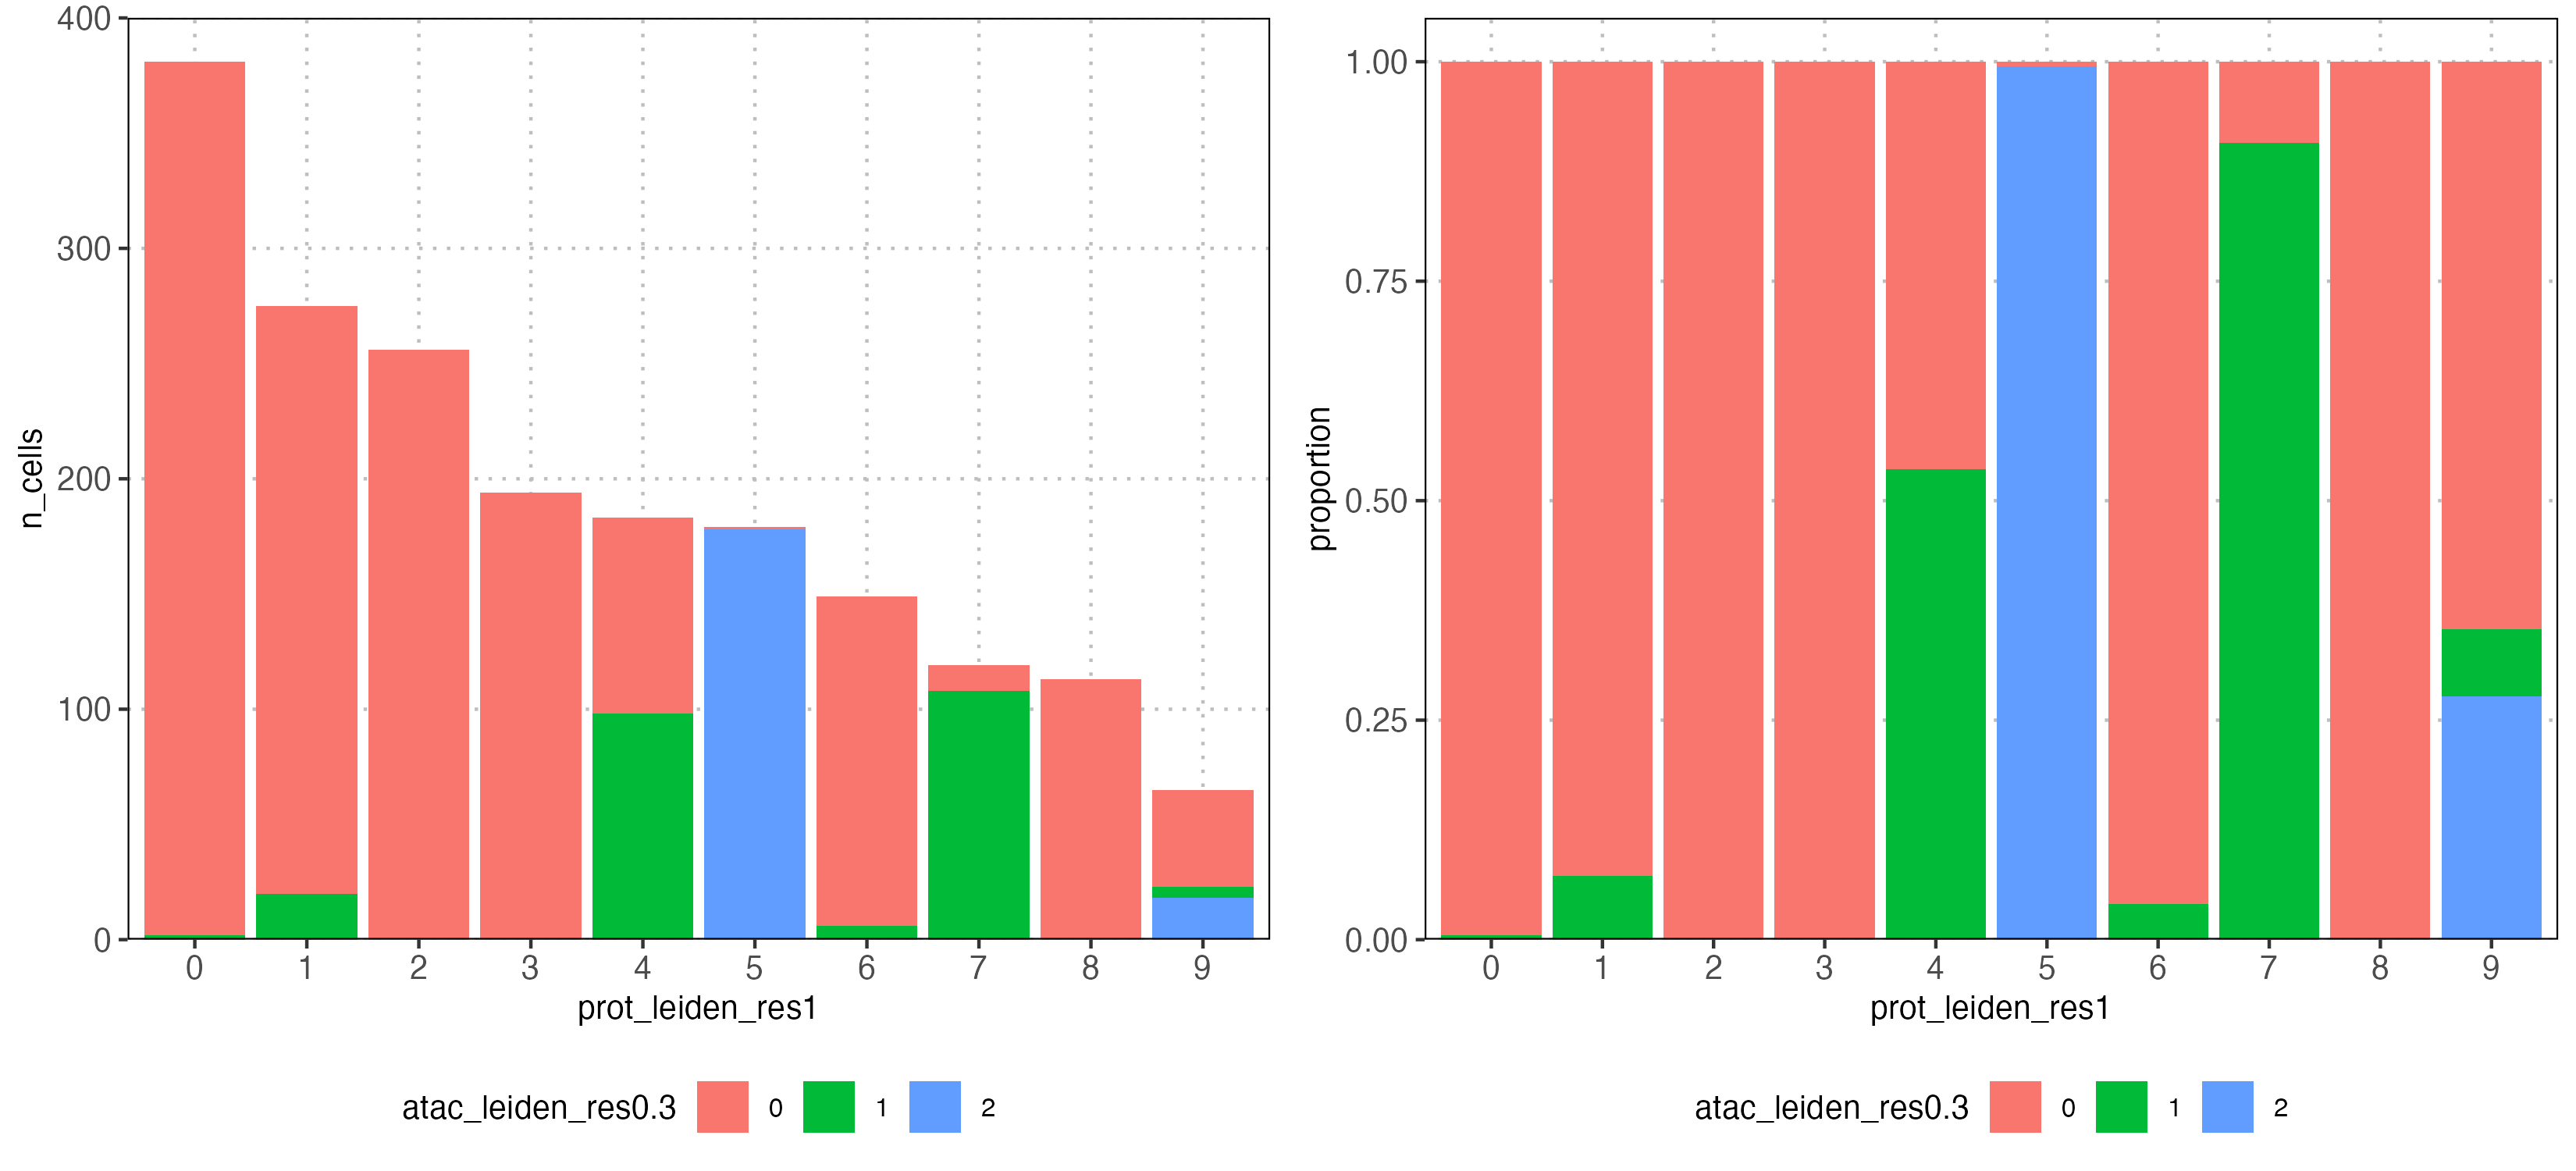 400
300
200
100
0
n_cells
0 1 2 3 4 5 6 7 8 9
prot_leiden_res1
atac_leiden_res0.3 0 1 2
1.00
0.75
0.50
0.25
0.00
proportion
0 1 2 3 4 5 6 7 8 9
prot_leiden_res1
atac_leiden_res0.3 0 1 2